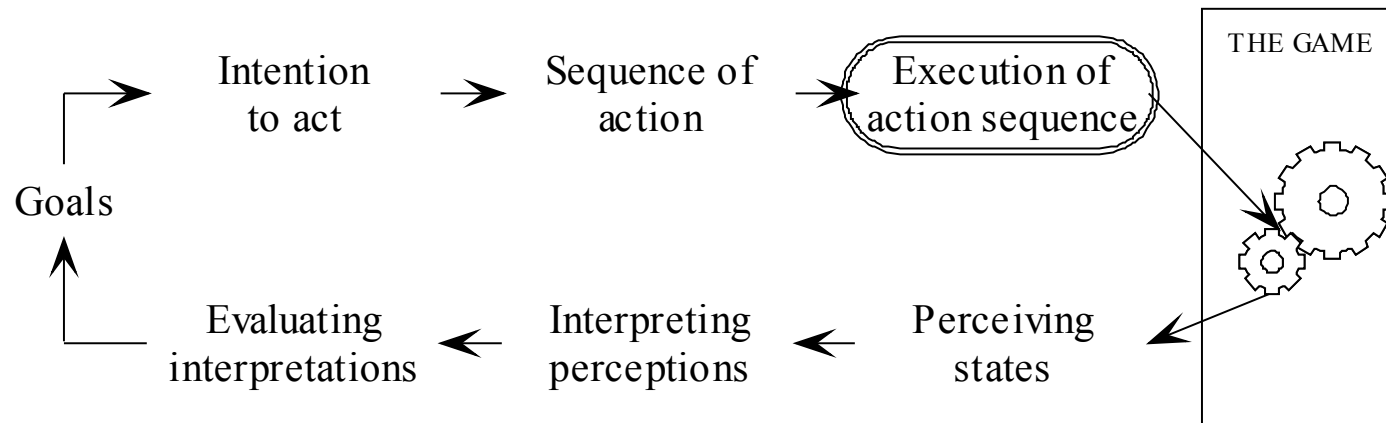 THE GAME
Intention
to act
Sequence of
action
Execution of
action sequence
Goals
Evaluating
interpretations
Interpreting
perceptions
Perceiving
states